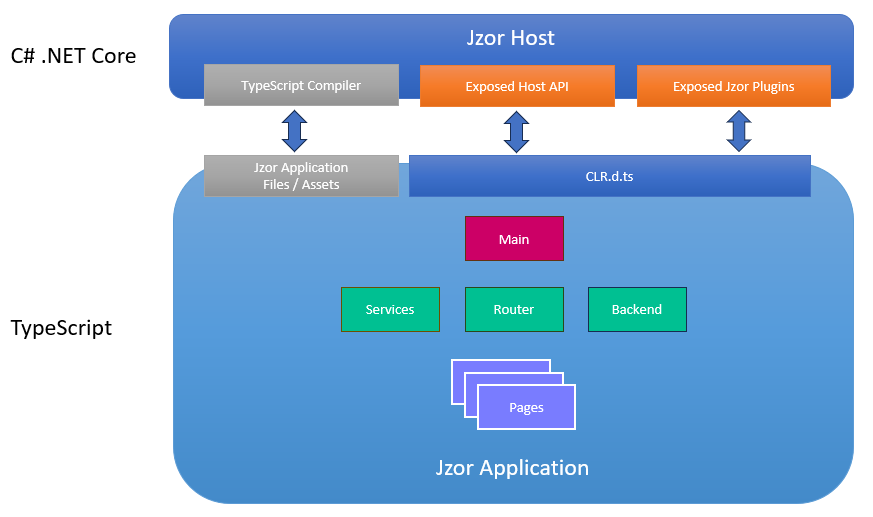 Jzor Host
C# .NET Core
TypeScript Compiler
Exposed Host API
Exposed Jzor Plugins
Jzor Application
Files / Assets
CLR.d.ts
Main
Services
Router
Backend
TypeScript
Pages
Jzor Application